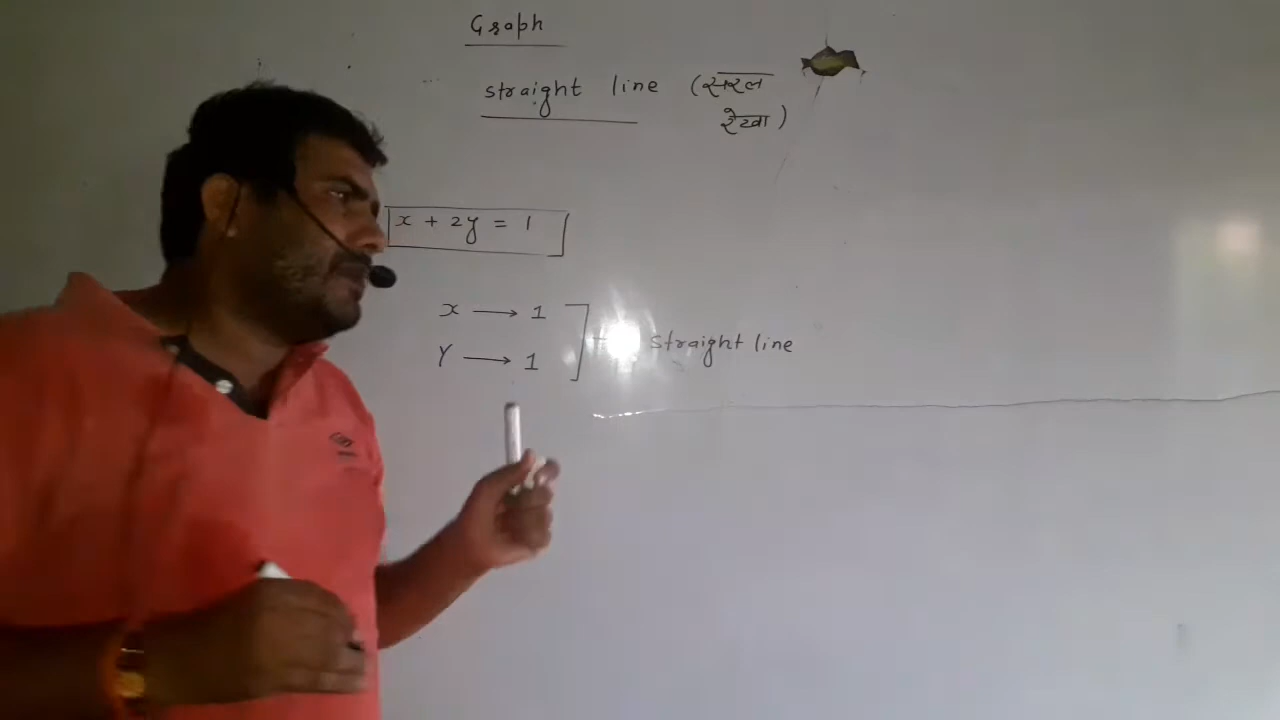 Graph
straight line (सरल
रेखा)
x + 2y = 1
x → 1
Y → 1
straight line